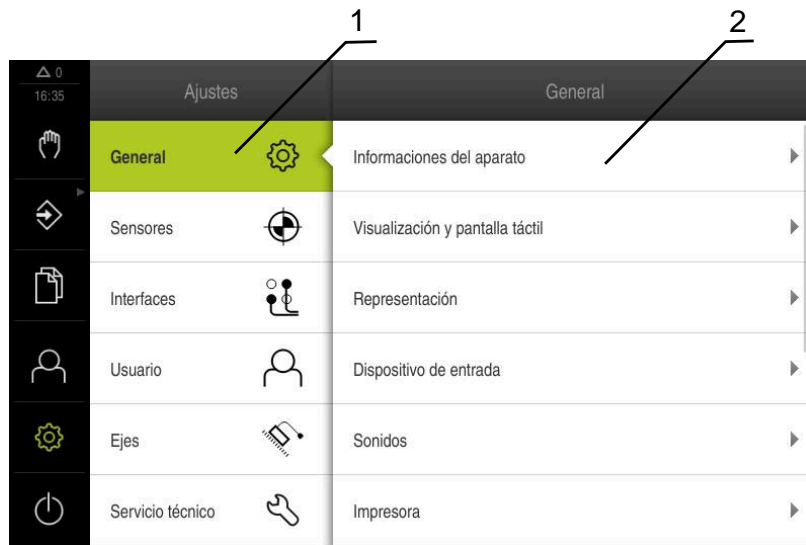 1
2
0
16:35
Ajustes
General
General
Informaciones del aparato
Sensores
Visualización y pantalla táctil
Interfaces
Representación
Usuario
Dispositivo de entrada
Ejes
Sonidos
Servicio técnico
Impresora